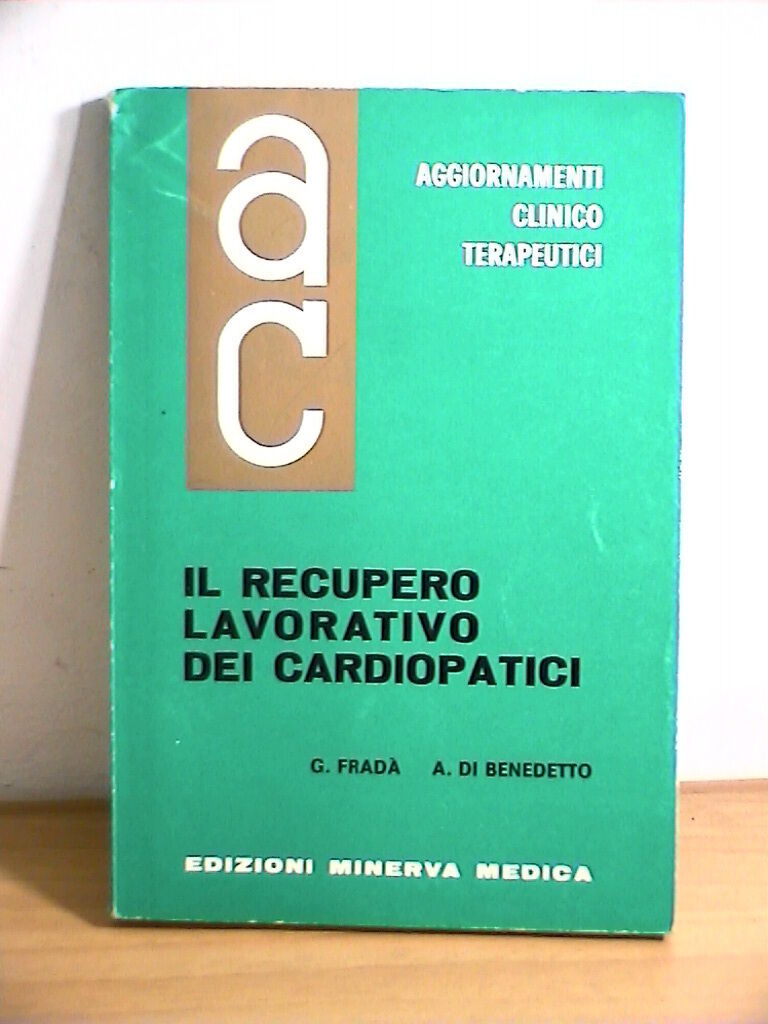 ac
AGGIORNAMENTI
CLINICO
TERAPEUTICI
IL RECUPERO
LAVORATIVO
DEI CARDIOPATICI
G. FRADÀ A. DI BENEDETTO
EDIZIONI MINERVA MEDICA